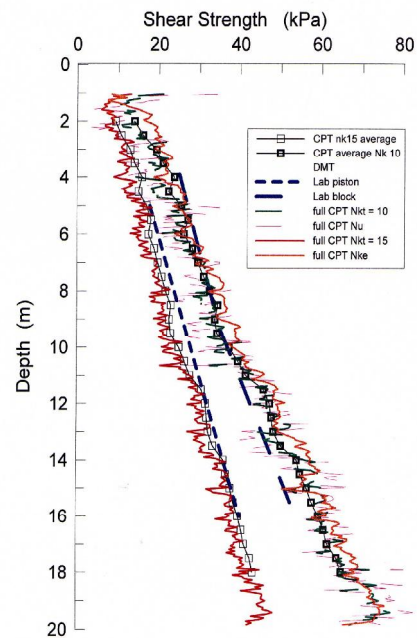 Shear Strength (kPa)
0 20 40 60 80
0
2
4
6
8
10
12
14
16
18
20
Depth (m)
CPT nk15 average
CPT average Nk 10
DMT
Lab piston
Lab block
full CPT Nkt = 10
full CPT Nu
full CPT Nkt = 15
full CPT Nke